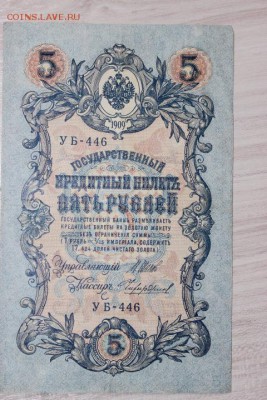 COINS.LAVE.RU
5 5
1909
УБ-446
ГОСУДАРСТВЕННЫЙ
КРЕДИТНЫЙ БИЛЕТЪ
ПЯТЬ РУБЛЕЙ
ГОСУДАРСТВЕННЫЙ БАНКЪ РАЗМѢНИВАЕТЪ
КРЕДИТНЫЕ БИЛЕТЫ НА ЗОЛОТУЮ МОНЕТУ
БЕЗЪ ОГРАНИЧЕНІЯ СУММЫ
(1 РУБЛЬ = 1/15 ИМПЕРІАЛА, СОДЕРЖИТЪ
17,424 ДОЛЕЙ ЧИСТАГО ЗОЛОТА)
Управляющій
Кассиръ
УБ-446
5